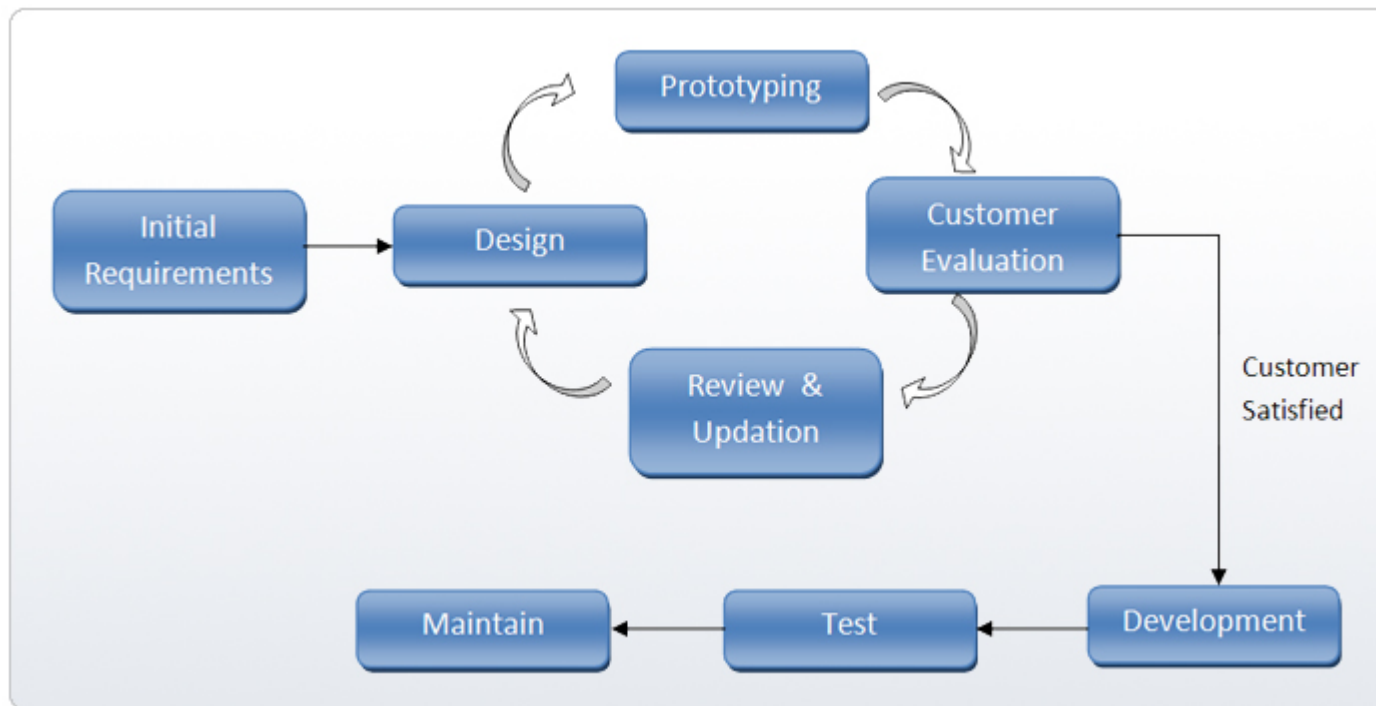 Prototyping
Initial
Requirements
Design
Customer
Evaluation
Review &
Updation
Customer
Satisfied
Maintain
Test
Development